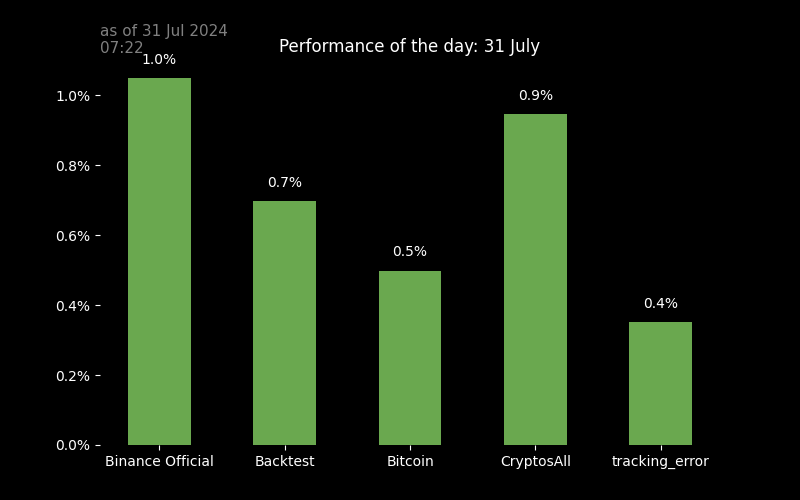 as of 31 Jul 2024
07:22
Performance of the day: 31 July
1.0%
0.9%
0.7%
0.5%
0.4%
1.0%
0.8%
0.6%
0.4%
0.2%
0.0%
Binance Official
Backtest
Bitcoin
CryptosAll
tracking_error